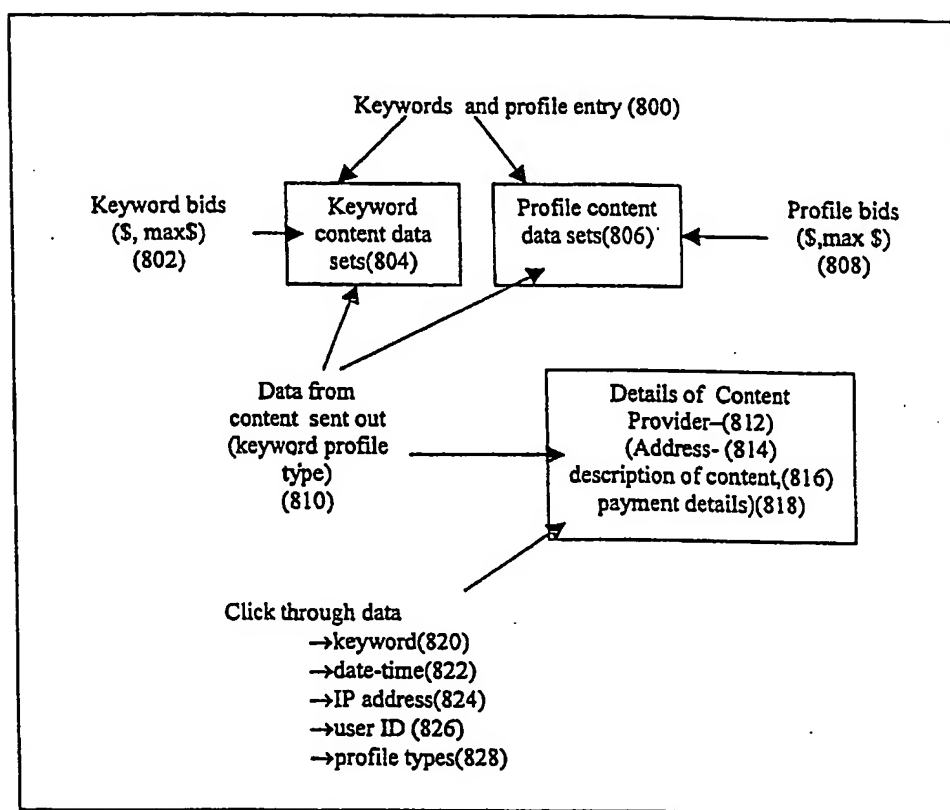 Keywords and profile entry (800)
Keyword bids
($, max$)
(802)
Keyword
content data
sets(804)
Profile content
data sets(806)
Profile bids
($,max $)
(808)
Data from
content sent out
(keyword profile
type)
(810)
Details of Content
Provider–(812)
(Address- (814)
description of content,(816)
payment details)(818)
Click through data
→keyword(820)
→date-time(822)
→IP address(824)
→user ID (826)
→profile types(828)